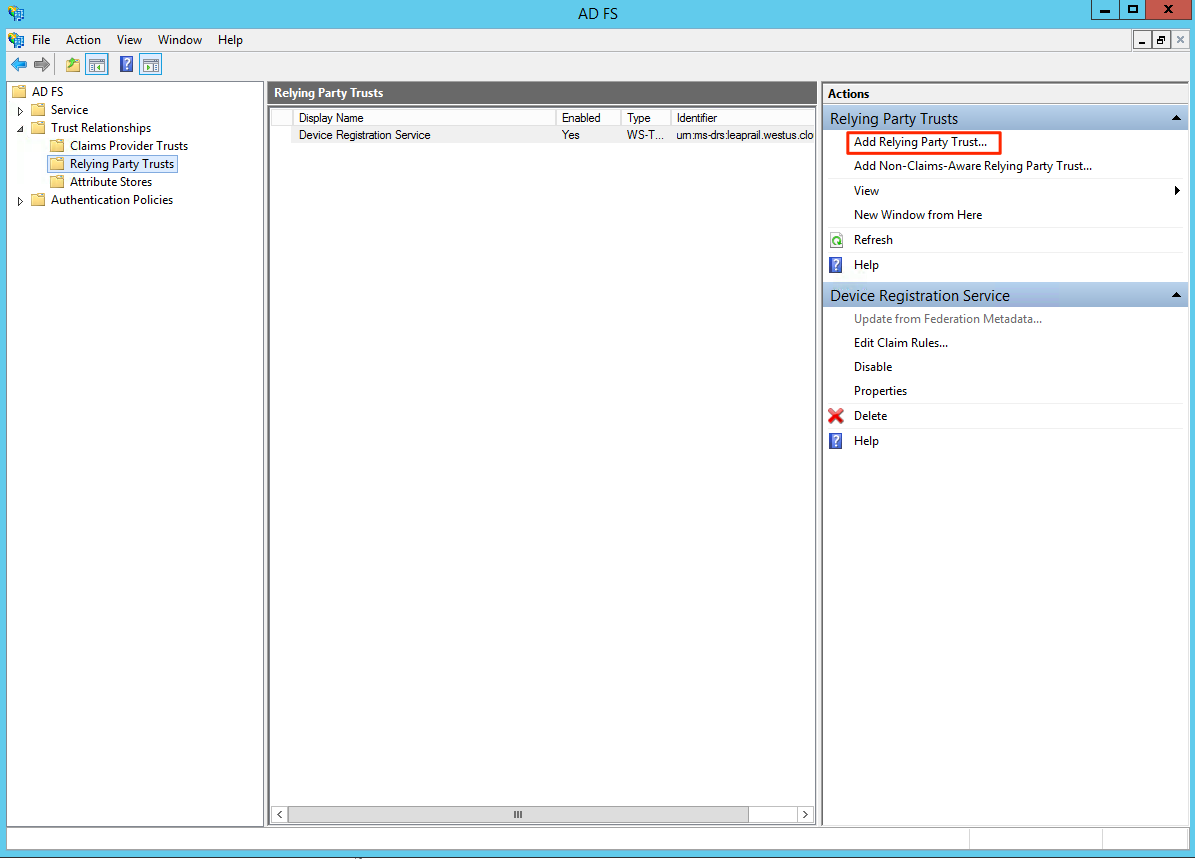 AD FS
File Action View Window Help
AD FS
Service
Trust Relationships
Claims Provider Trusts
Relying Party Trusts
Attribute Stores
Authentication Policies
Relying Party Trusts
Display Name Enabled Type Identifier
Device Registration Service Yes WS-T... urn:ms-drs:leaprail.westus.clo
Actions
Relying Party Trusts
Add Relying Party Trust...
Add Non-Claims-Aware Relying Party Trust...
View
New Window from Here
Refresh
Help
Device Registration Service
Update from Federation Metadata...
Edit Claim Rules...
Disable
Properties
Delete
Help